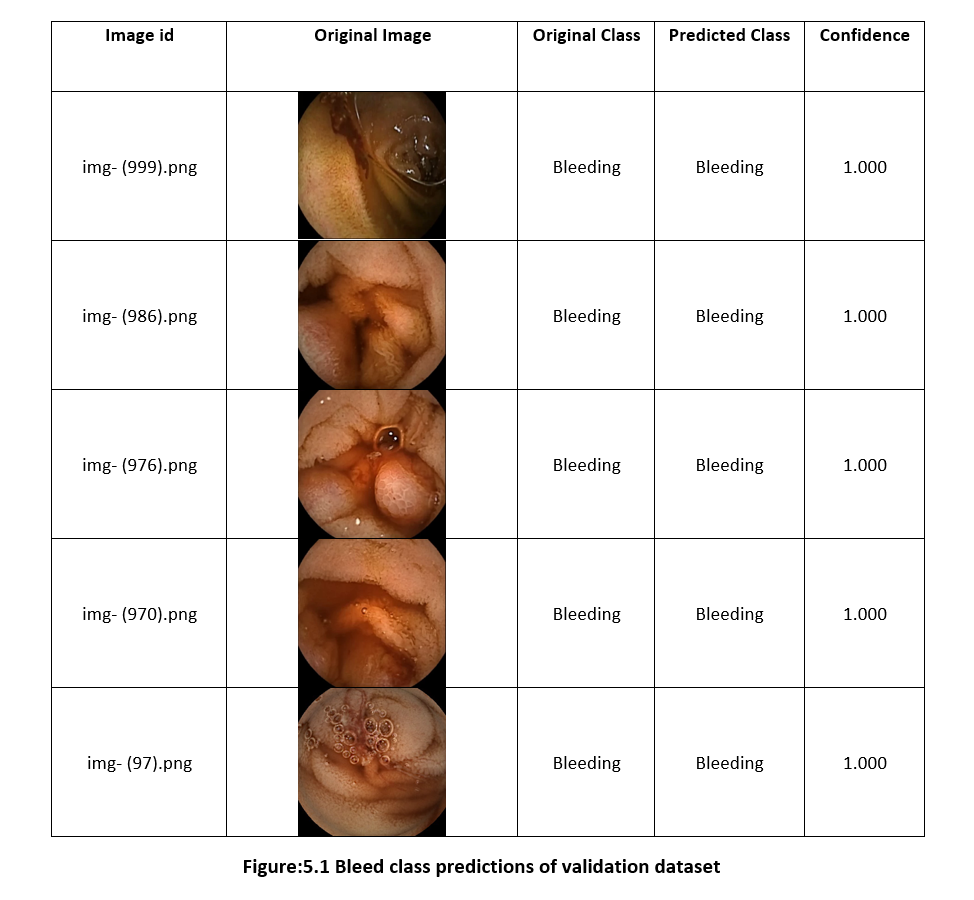 Image id Original Image Original Class Predicted Class Confidence
img- (999).png Bleeding Bleeding 1.000
img- (986).png Bleeding Bleeding 1.000
img- (976).png Bleeding Bleeding 1.000
img- (970).png Bleeding Bleeding 1.000
img- (97).png Bleeding Bleeding 1.000
Figure:5.1 Bleed class predictions of validation dataset